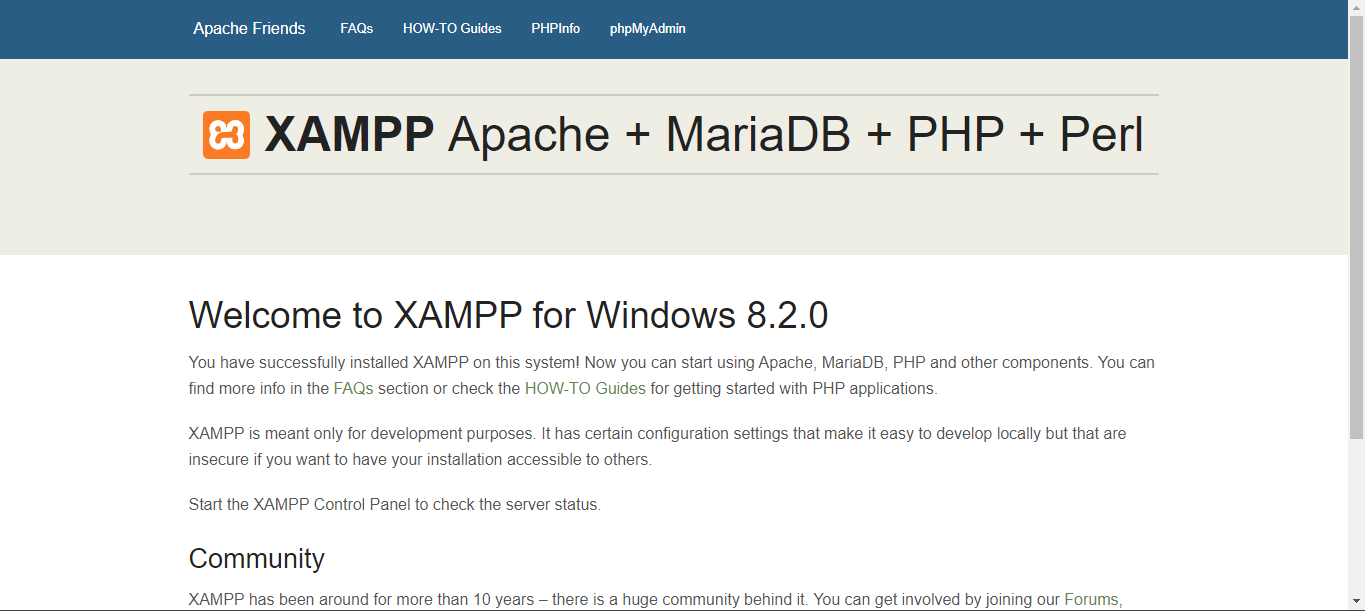 Apache Friends FAQs HOW-TO Guides PHPInfo phpMyAdmin
XAMPP Apache + MariaDB + PHP + Perl
Welcome to XAMPP for Windows 8.2.0
You have successfully installed XAMPP on this system! Now you can start using Apache, MariaDB, PHP and other components. You can
find more info in the FAQs section or check the HOW-TO Guides for getting started with PHP applications.
XAMPP is meant only for development purposes. It has certain configuration settings that make it easy to develop locally but that are
insecure if you want to have your installation accessible to others.
Start the XAMPP Control Panel to check the server status.
Community
XAMPP has been around for more than 10 years – there is a huge community behind it. You can get involved by joining our Forums,